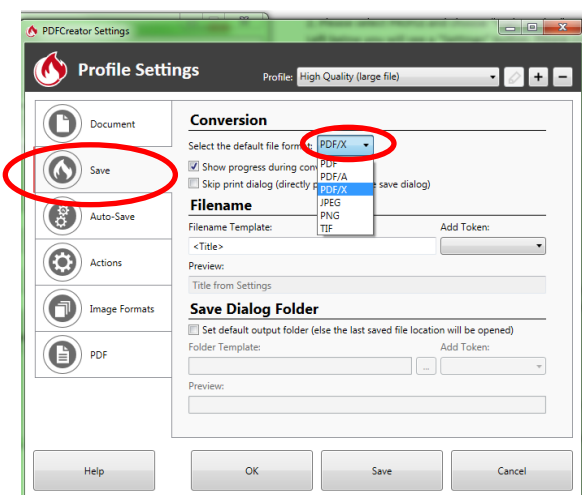 PDFCreator Settings
Profile Settings
Profile: High Quality (large file)
Document
Save
Auto-Save
Actions
Image Formats
PDF
Conversion
Select the default file format: PDF/X
Show progress during con
Skip print dialog (directly p e save dialog)
PDF
PDF/A
PDF/X
JPEG
PNG
TIF
Filename
Filename Template: Add Token:
<Title>
Preview:
Title from Settings
Save Dialog Folder
Set default output folder (else the last saved file location will be opened)
Folder Template: Add Token:
...
Preview:
Help OK Save Cancel